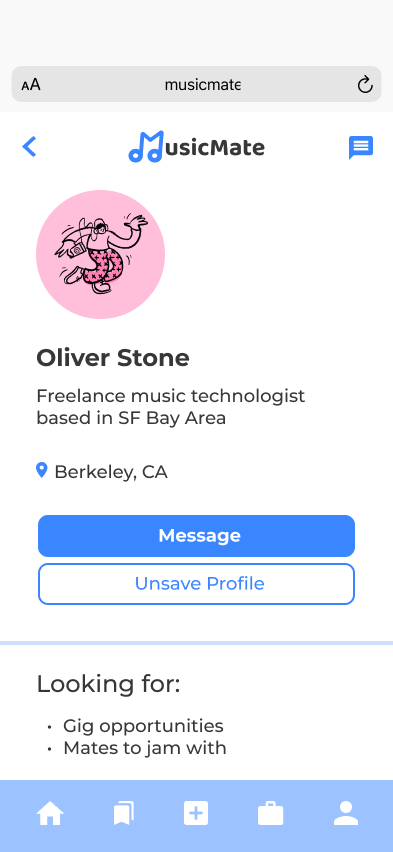 AA musicmate
MusicMate
Oliver Stone
Freelance music technologist
based in SF Bay Area
Berkeley, CA
Message
Unsave Profile
Looking for:
• Gig opportunities
• Mates to jam with